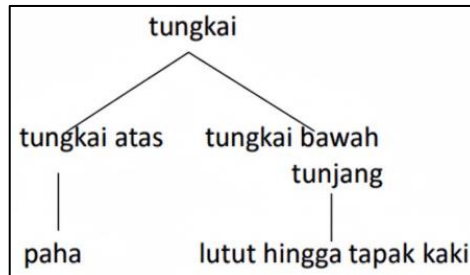 tungkai
tungkai atas tungkai bawah
tunjang
paha lutut hingga tapak kaki